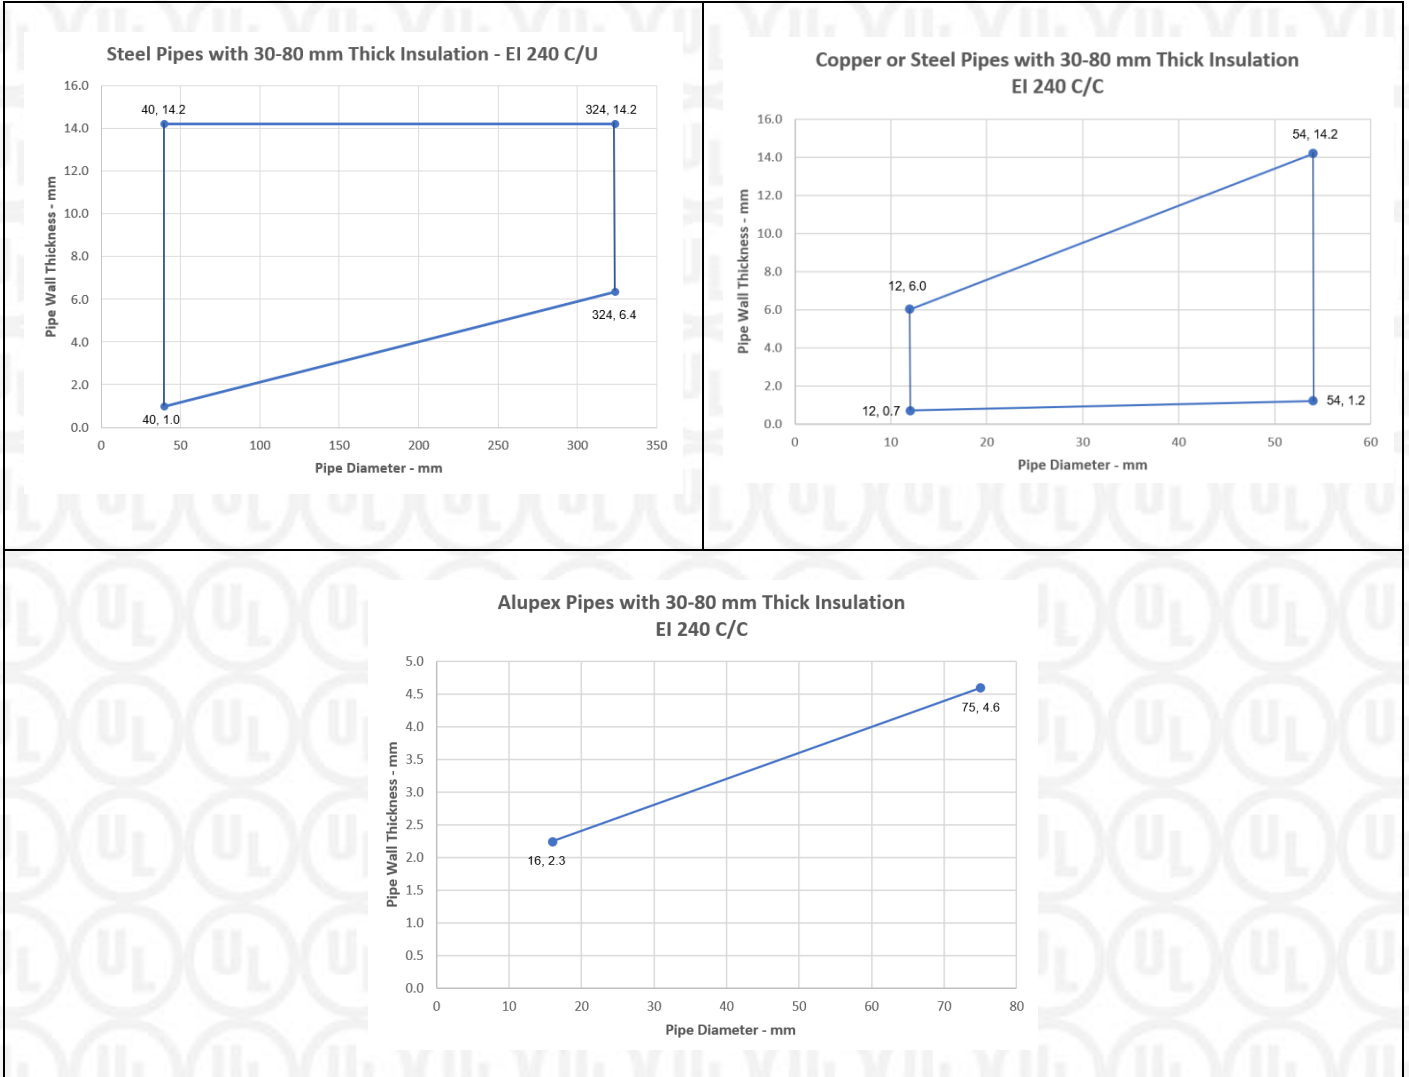 Steel Pipes with 30-80 mm Thick Insulation - EI 240 C/U
16.0
14.0
12.0
10.0
8.0
6.0
4.0
2.0
0.0
Pipe Wall Thickness - mm
40, 14.2
324, 14.2
324, 6.4
40, 1.0
0 50 100 150 200 250 300 350
Pipe Diameter - mm
Copper or Steel Pipes with 30-80 mm Thick Insulation
EI 240 C/C
16.0
14.0
12.0
10.0
8.0
6.0
4.0
2.0
0.0
Pipe Wall Thickness - mm
54, 14.2
12, 6.0
12, 0.7
54, 1.2
0 10 20 30 40 50 60
Pipe Diameter - mm
Alupex Pipes with 30-80 mm Thick Insulation
EI 240 C/C
5.0
4.5
4.0
3.5
3.0
2.5
2.0
1.5
1.0
0.5
0.0
Pipe Wall Thickness - mm
75, 4.6
16, 2.3
0 10 20 30 40 50 60 70 80
Pipe Diameter - mm